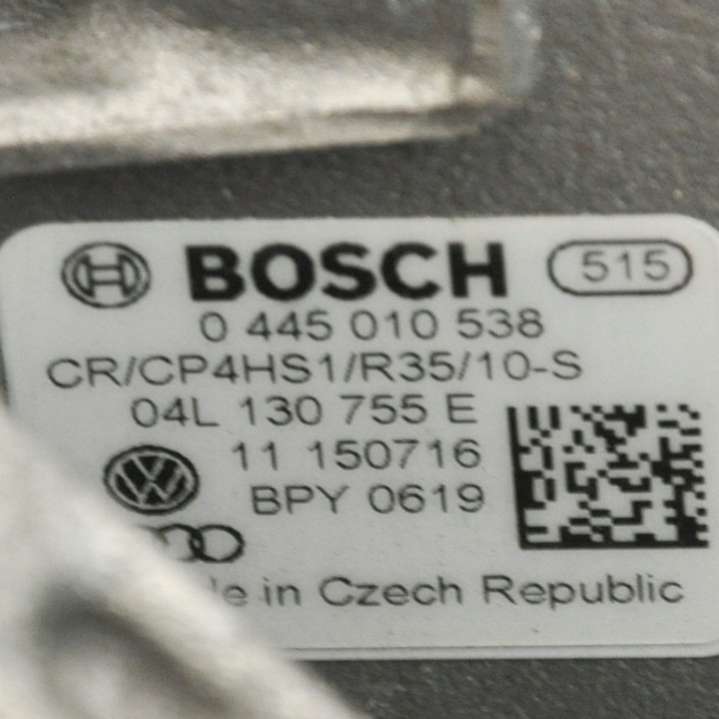 BOSCH 515
0 445 010 538
CR/CP4HS1/R35/10-S
04L 130 755 E
11 150716
BPY 0619
in Czech Republic